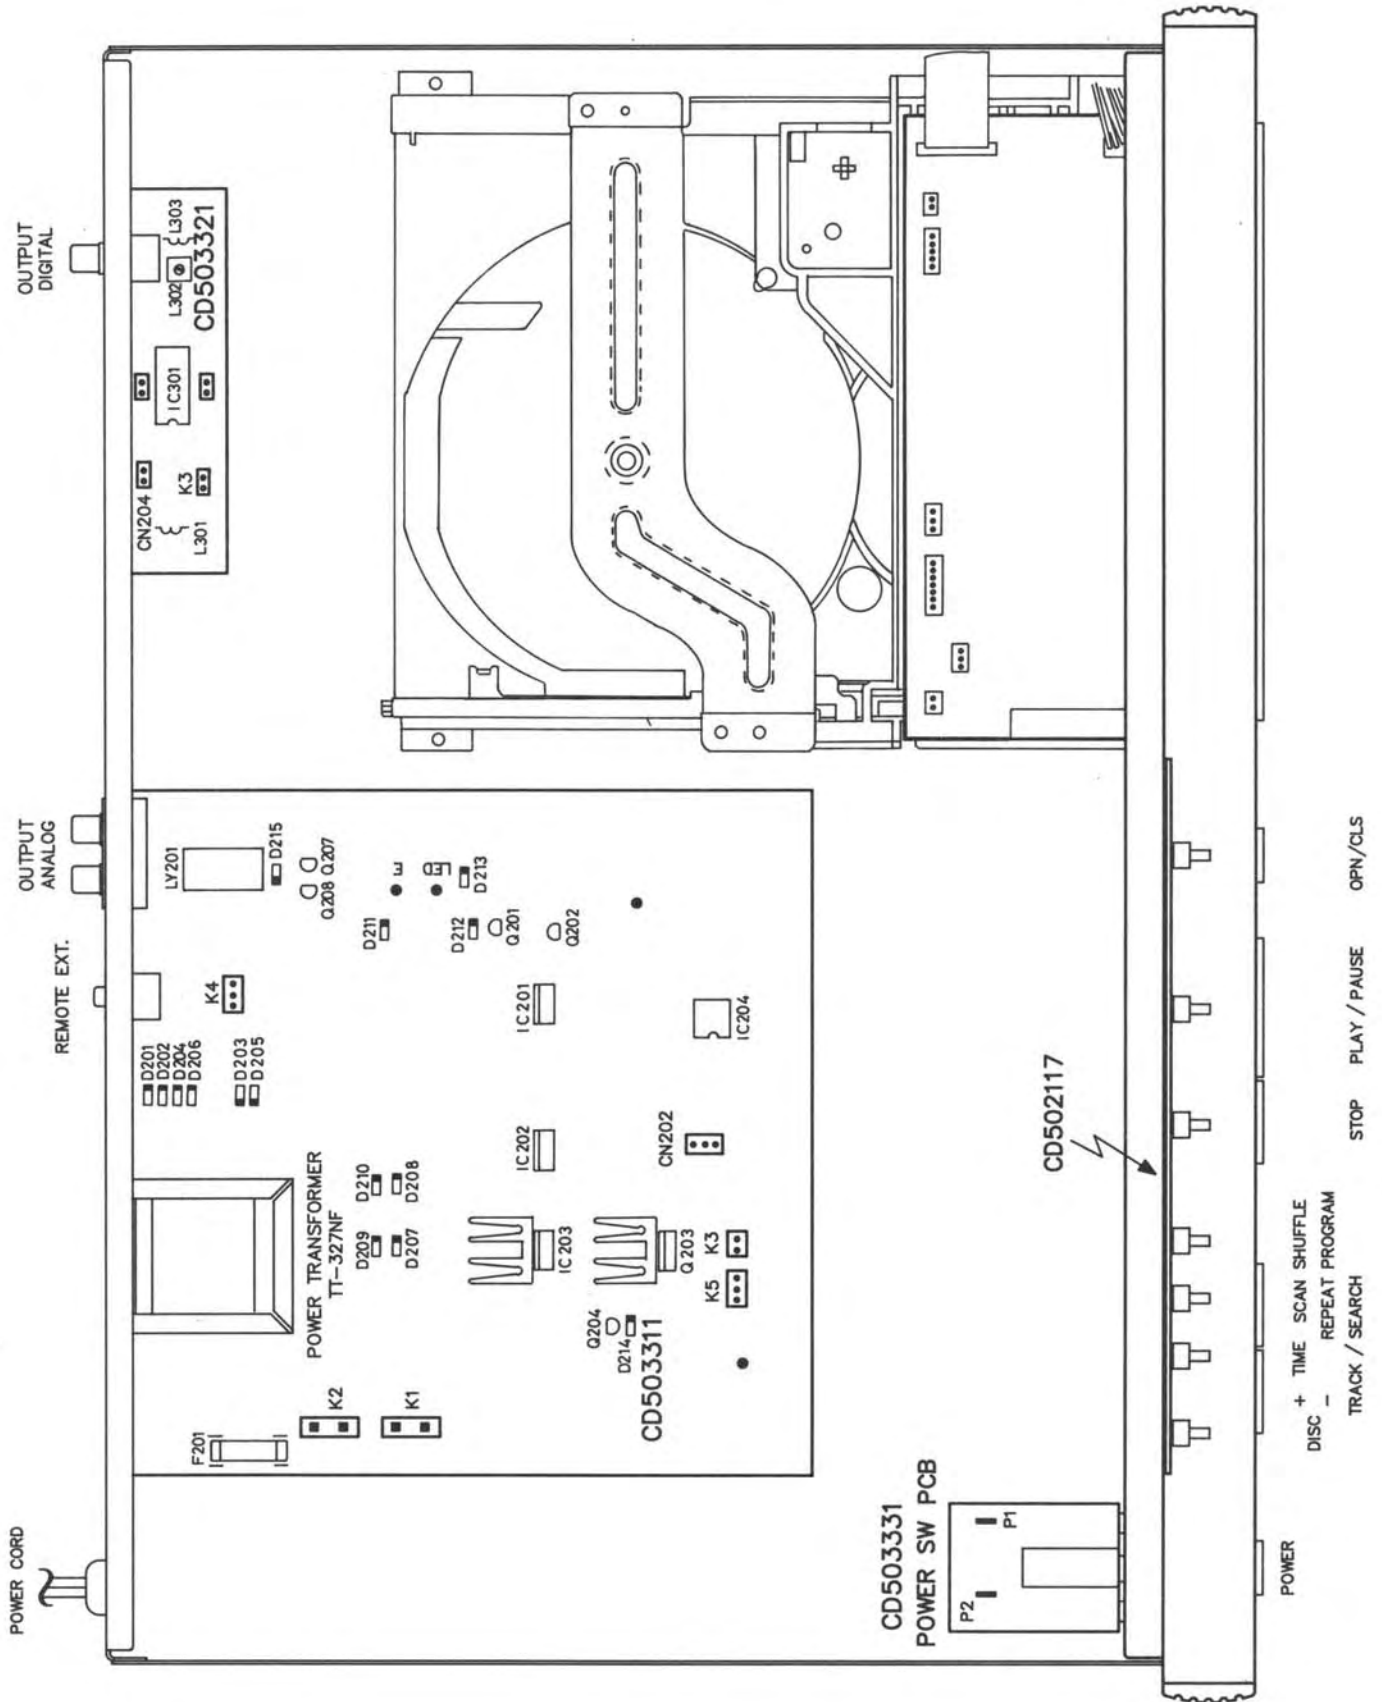 POWER CORD
REMOTE EXT.
OUTPUT
ANALOG
OUTPUT
DIGITAL
F201
K2
K1
POWER TRANSFORMER
TT-327NF
D201
D202
D204
D206
D203
D205
K4
LY201
D215
Q208
Q207
D209
D210
D207
D208
D211
D212
D213
Q201
Q202
IC201
IC202
IC203
IC204
Q203
Q204
D214
CN202
K5
K3
E
CD503311
CN204
L301
K3
IC301
L302
L303
CD503321
CD503331
POWER SW PCB
P2
P1
CD502117
POWER
DISC + TIME SCAN SHUFFLE
- REPEAT PROGRAM
TRACK / SEARCH
STOP
PLAY / PAUSE
OPN/CLS